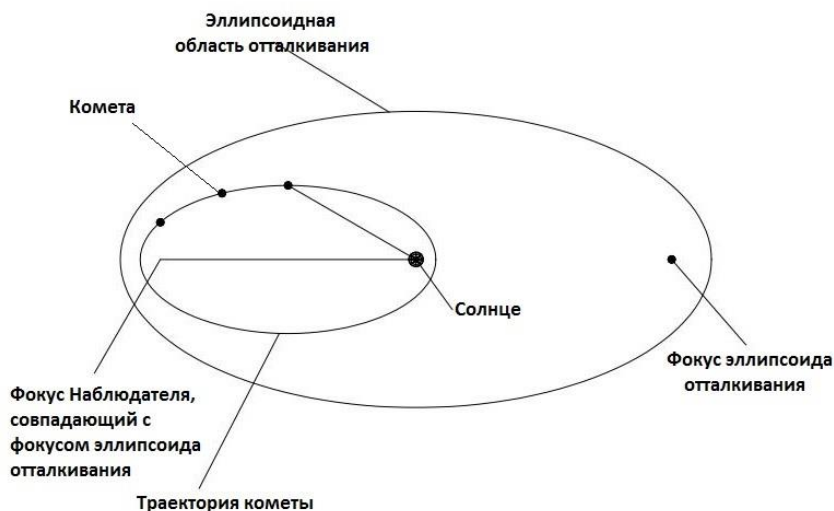 Эллипсоидная
область отталкивания
Комета
Солнце
Фокус эллипсоида
отталкивания
Фокус Наблюдателя,
совпадающий с
фокусом эллипсоида
отталкивания
Траектория кометы